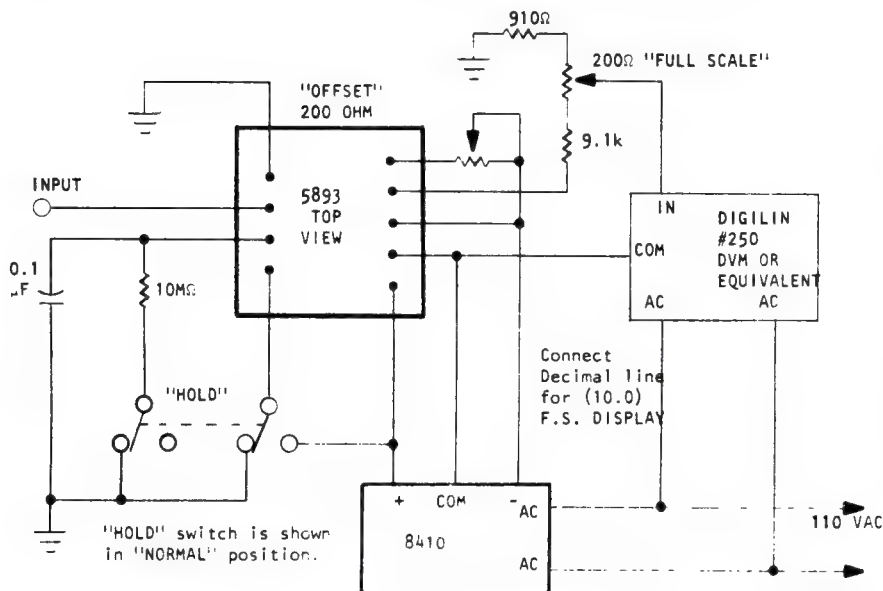 910Ω
200Ω "FULL SCALE"
"OFFSET"
200 OHM
9.1k
INPUT
5893
TOP
VIEW
IN
DIGILIN
#250
DVM OR
EQUIVALENT
COM
AC
AC
0.1
µF
10MΩ
Connect
Decimal line
for (10.0)
F.S. DISPLAY
"HOLD"
+
COM
-
AC
8410
AC
110 VAC
"HOLD" switch is shown
in "NORMAL" position.